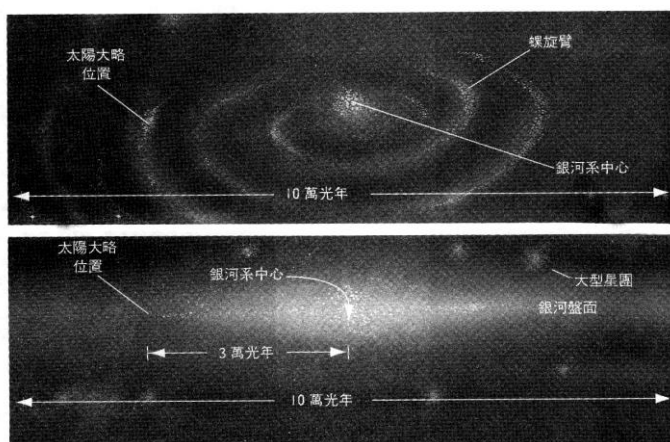 太陽大略
位置
螺旋臂
銀河系中心
10 萬光年
太陽大略
位置
銀河系中心
大型星團
銀河盤面
3 萬光年
10 萬光年